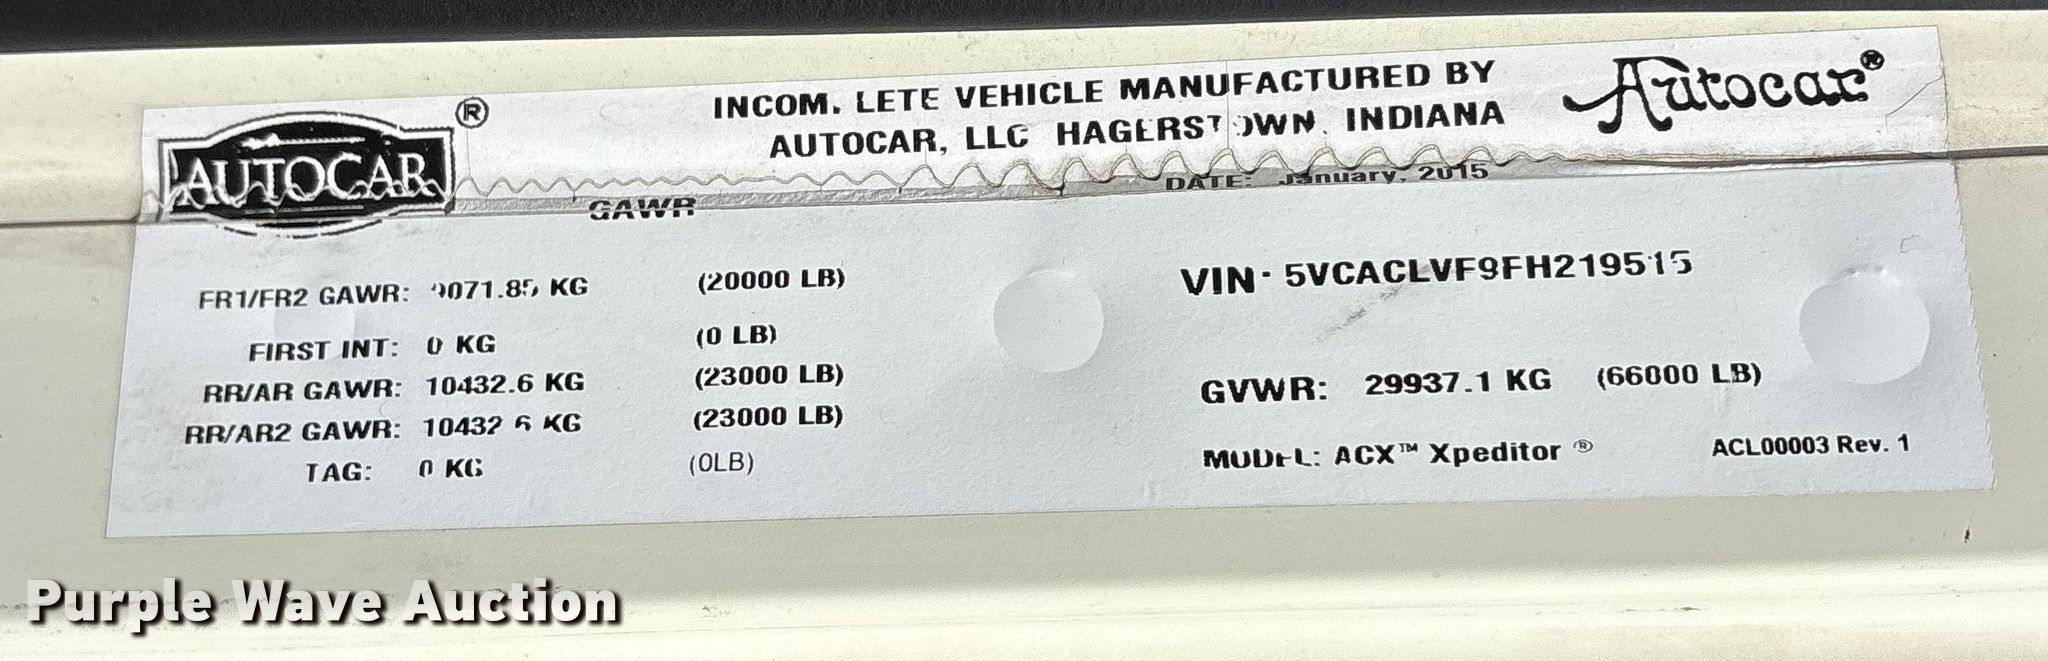 AUTOCAR ®
INCOM. LETE VEHICLE MANUFACTURED BY
AUTOCAR, LLC HAGERSTOWN, INDIANA
Autocar®
DATE: January, 2015
GAWR
FR1/FR2 GAWR: 9071.85 KG (20000 LB)
FIRST INT: 0 KG (0 LB)
RR/AR GAWR: 10432.6 KG (23000 LB)
RR/AR2 GAWR: 10432 6 KG (23000 LB)
TAG: 0 KG (0LB)
VIN: 5VCACLVF9FH219515
GVWR: 29937.1 KG (66000 LB)
MODEL: ACX™ Xpeditor ®
ACL00003 Rev. 1
Purple Wave Auction